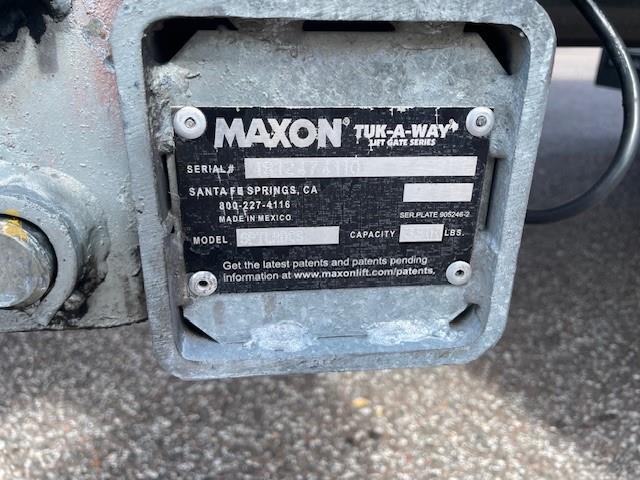 MAXON® TUK-A-WAY®
LIFT GATE SERIES
SERIAL#
SANTA FE SPRINGS, CA
800-227-4116
MADE IN MEXICO
SER.PLATE 905246-2
MODEL CAPACITY LBS.
Get the latest patents and patents pending
information at www.maxonlift.com/patents.